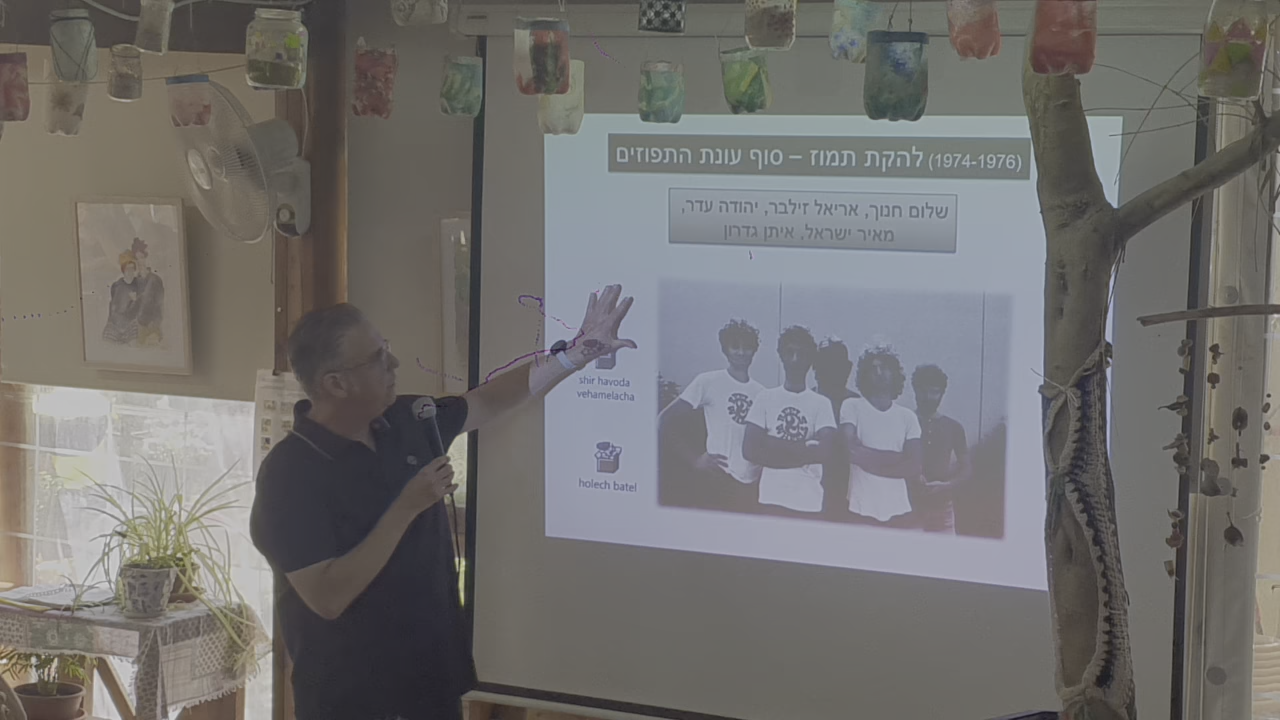 להקת תמוז – סוף עונת התפוזים (1974-1976)
שלום חנוך, אריאל זילבר, יהודה עדר,
מאיר ישראל, איתן גדרון
shir havoda
vehamelacha
holech batel